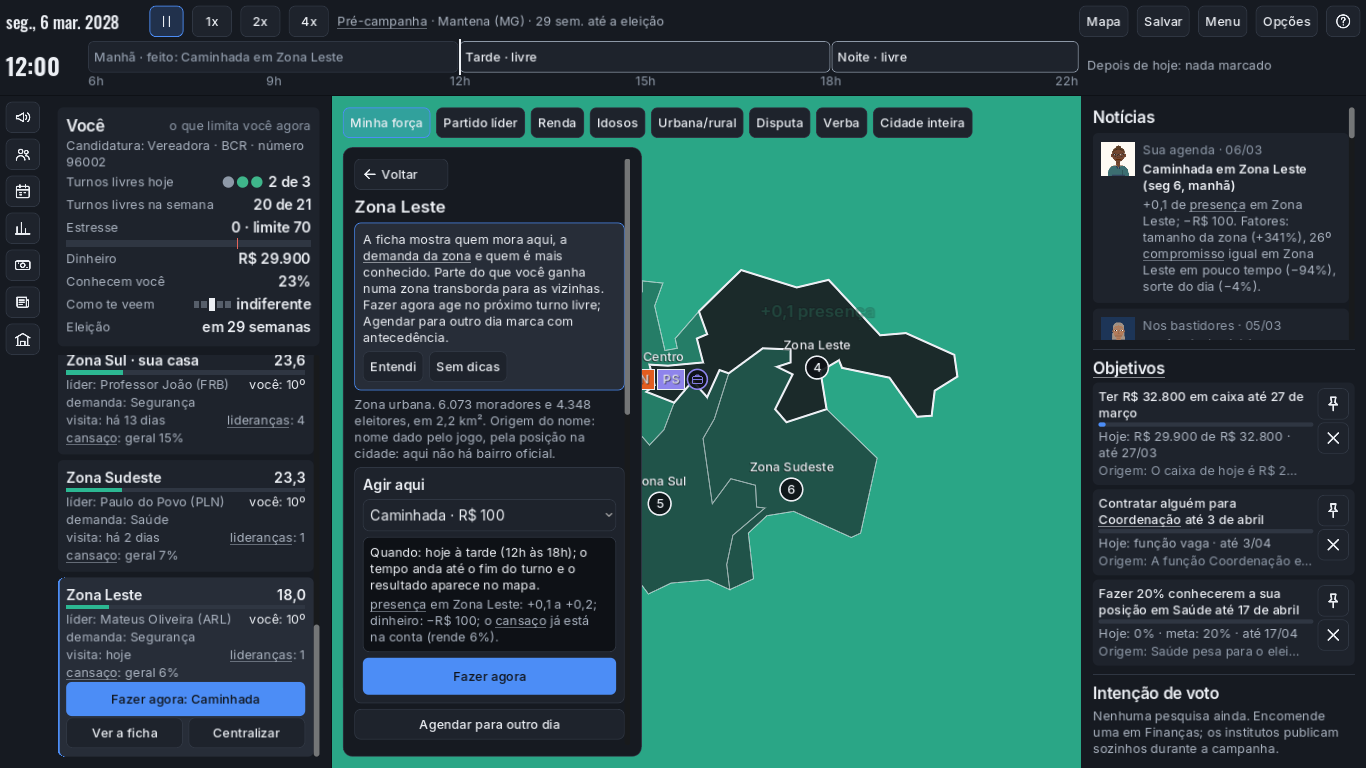 seg., 6 mar. 2028
1x
2x
4x
Pré-campanha · Mantena (MG) · 29 sem. até a eleição
Mapa
Salvar
Menu
Opções
12:00
Manhã · feito: Caminhada em Zona Leste
Tarde · livre
Noite · livre
6h
9h
12h
15h
18h
22h
Depois de hoje: nada marcado
Você
o que limita você agora
Candidatura: Vereadora · BCR · número
96002
Turnos livres hoje
2 de 3
Turnos livres na semana
20 de 21
Estresse
0 · limite 70
Dinheiro
R$ 29.900
Conhecem você
23%
Como te veem
indiferente
Eleição
em 29 semanas
Zona Sul · sua casa
23,6
líder: Professor João (FRB)
você: 10º
demanda: Segurança
visita: há 13 dias
lideranças: 4
cansaço: geral 15%
Zona Sudeste
23,3
líder: Paulo do Povo (PLN)
você: 10º
demanda: Saúde
visita: há 2 dias
lideranças: 1
cansaço: geral 7%
Zona Leste
18,0
líder: Mateus Oliveira (ARL)
você: 10º
demanda: Segurança
visita: hoje
lideranças: 1
cansaço: geral 6%
Fazer agora: Caminhada
Ver a ficha
Centralizar
Minha força
Partido líder
Renda
Idosos
Urbana/rural
Disputa
Verba
Cidade inteira
Voltar
Zona Leste
A ficha mostra quem mora aqui, a
demanda da zona e quem é mais
conhecido. Parte do que você ganha
numa zona transborda para as vizinhas.
Fazer agora age no próximo turno livre;
Agendar para outro dia marca com
antecedência.
Entendi
Sem dicas
Zona urbana. 6.073 moradores e 4.348
eleitores, em 2,2 km². Origem do nome:
nome dado pelo jogo, pela posição na
cidade: aqui não há bairro oficial.
Agir aqui
Caminhada · R$ 100
Quando: hoje à tarde (12h às 18h); o
tempo anda até o fim do turno e o
resultado aparece no mapa.
presença em Zona Leste: +0,1 a +0,2;
dinheiro: −R$ 100; o cansaço já está
na conta (rende 6%).
Fazer agora
Agendar para outro dia
+0,1 presença
Zona Leste
4
Centro
N
PS
Zona Sudeste
6
ona Sul
5
Notícias
Sua agenda · 06/03
Caminhada em Zona Leste
(seg 6, manhã)
+0,1 de presença em Zona
Leste; −R$ 100. Fatores:
tamanho da zona (+341%), 26º
compromisso igual em Zona
Leste em pouco tempo (−94%),
sorte do dia (−4%).
Nos bastidores · 05/03
Objetivos
Ter R$ 32.800 em caixa até 27 de
março
Hoje: R$ 29.900 de R$ 32.800 ·
até 27/03
Origem: O caixa de hoje é R$ 2...
Contratar alguém para
Coordenação até 3 de abril
Hoje: função vaga · até 3/04
Origem: A função Coordenação e...
Fazer 20% conhecerem a sua
posição em Saúde até 17 de abril
Hoje: 0% · meta: 20% · até 17/04
Origem: Saúde pesa para o elei...
Intenção de voto
Nenhuma pesquisa ainda. Encomende
uma em Finanças; os institutos publicam
sozinhos durante a campanha.